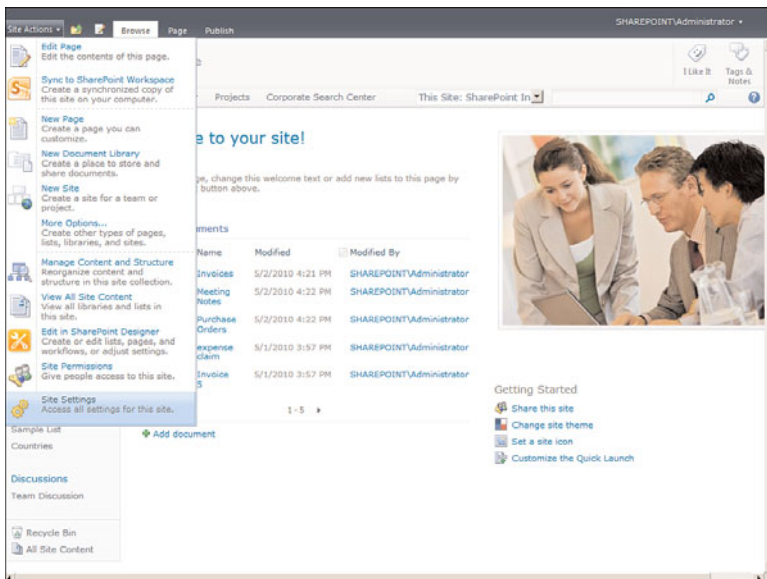 Site Actions
Browse
Page
Publish
SHAREPOINT\Administrator
Edit Page
Edit the contents of this page.
Sync to SharePoint Workspace
Create a synchronized copy of
this site on your computer.
New Page
Create a page you can
customize.
New Document Library
Create a place to store and
share documents.
New Site
Create a site for a team or
project.
More Options...
Create other types of pages,
lists, libraries, and sites.
Manage Content and Structure
Reorganize content and
structure in this site collection.
View All Site Content
View all libraries and lists in
this site.
Edit in SharePoint Designer
Create or edit lists, pages, and
workflows, or adjust settings.
Site Permissions
Give people access to this site.
Site Settings
Access all settings for this site.
I Like It
Tags &
Notes
Projects
Corporate Search Center
This Site: SharePoint In
e to your site!
ge, change this welcome text or add new lists to this page by
button above.
uments
Name Modified Modified By
Invoices 5/2/2010 4:21 PM SHAREPOINT\Administrator
Meeting
Notes 5/2/2010 4:22 PM SHAREPOINT\Administrator
Purchase
Orders 5/2/2010 4:22 PM SHAREPOINT\Administrator
expense
claim 5/1/2010 3:57 PM SHAREPOINT\Administrator
Invoice
5 5/1/2010 3:57 PM SHAREPOINT\Administrator
1-5
Add document
Getting Started
Share this site
Change site theme
Set a site icon
Customize the Quick Launch
Sample List
Countries
Discussions
Team Discussion
Recycle Bin
All Site Content